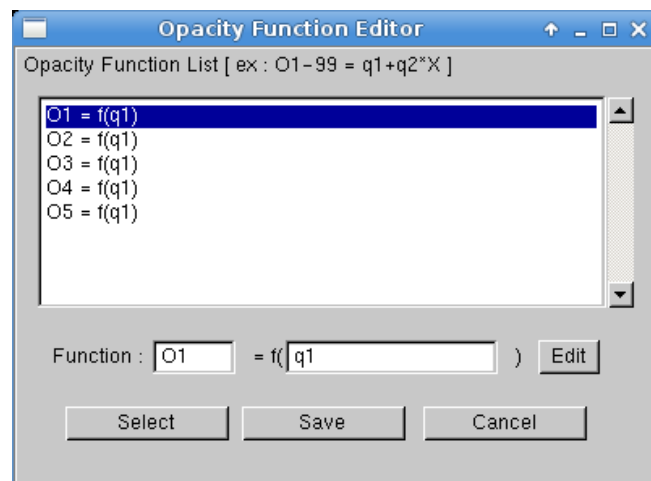 Opacity Function Editor
Opacity Function List [ ex : O1-99 = q1+q2*X ]
O1 = f(q1)
O2 = f(q1)
O3 = f(q1)
O4 = f(q1)
O5 = f(q1)
Function : O1 = f( q1 ) Edit
Select Save Cancel